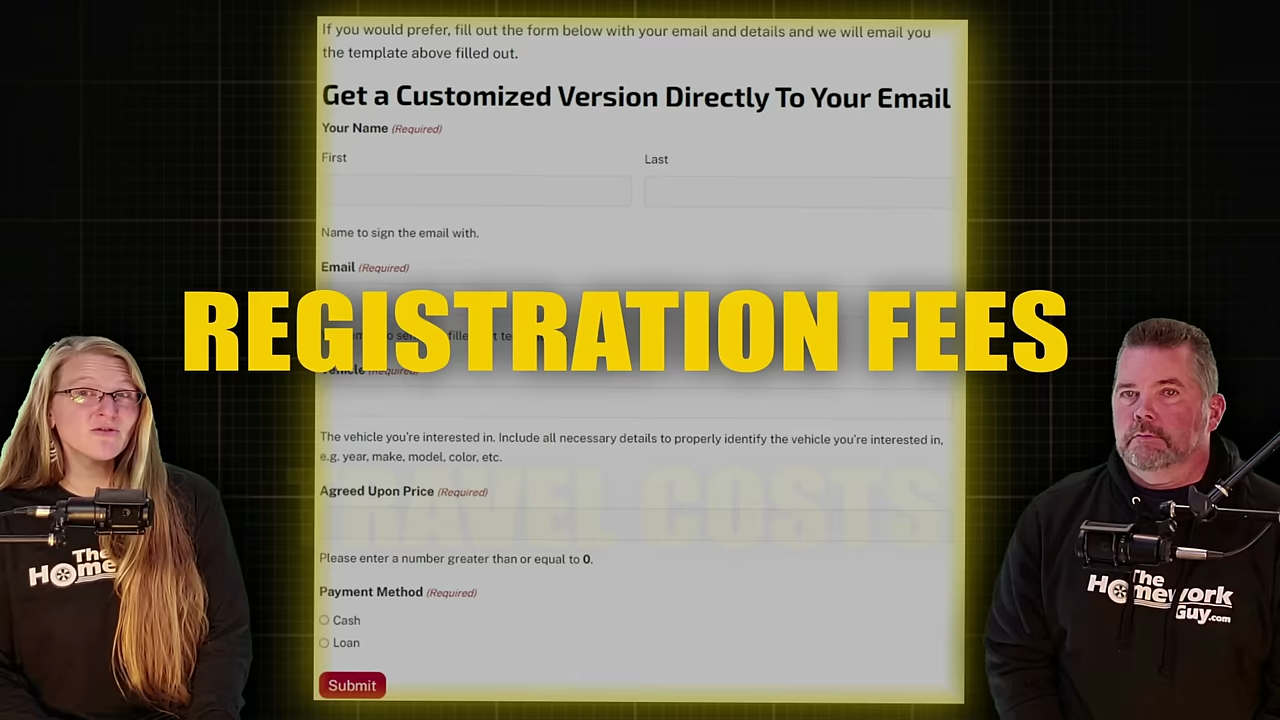 If you would prefer, fill out the form below with your email and details and we will email you
the template above filled out.
Get a Customized Version Directly To Your Email
Your Name (Required)
First
Last
Name to sign the email with.
Email (Required)
REGISTRATION FEES
Vehicle (Required)
The vehicle you're interested in. Include all necessary details to properly identify the vehicle you're interested in,
e.g. year, make, model, color, etc.
Agreed Upon Price (Required)
TRAVEL COSTS
Please enter a number greater than or equal to 0.
Payment Method (Required)
Cash
Loan
Submit
The
Home
The
Homework
Guy.com